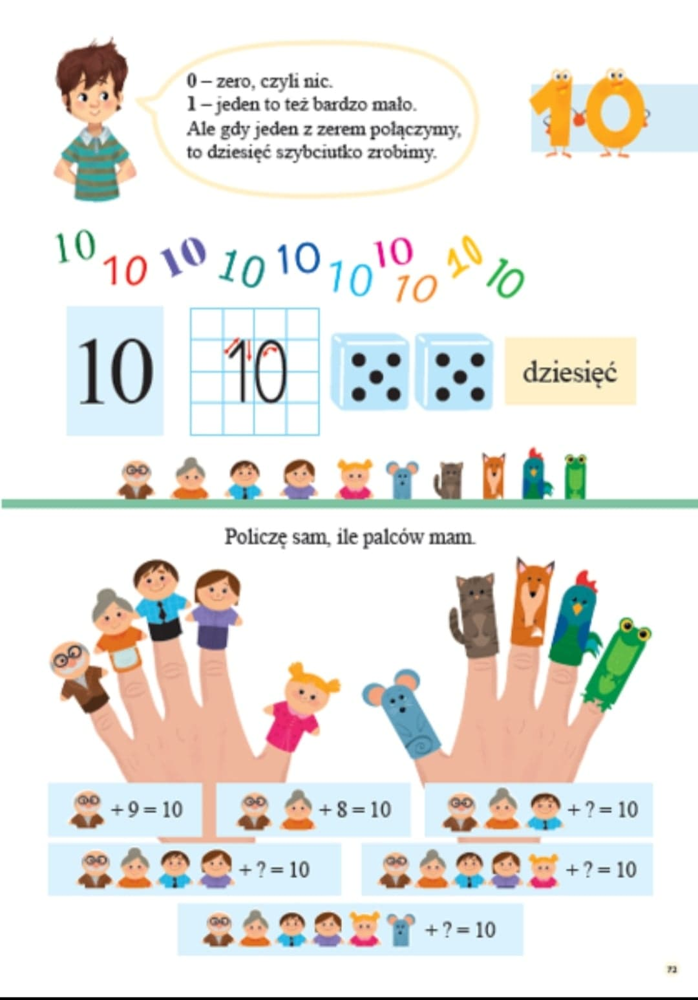 0 – zero, czyli nic.
1 – jeden to też bardzo mało.
Ale gdy jeden z zerem połączymy,
to dziesięć szybciutko zrobimy.
10
10 10 10 10 10 10 10 10 10 10
10 10 dziesięć
Policzę sam, ile palców mam.
+ 9 = 10 + 8 = 10 + ? = 10
+ ? = 10 + ? = 10
+ ? = 10
72